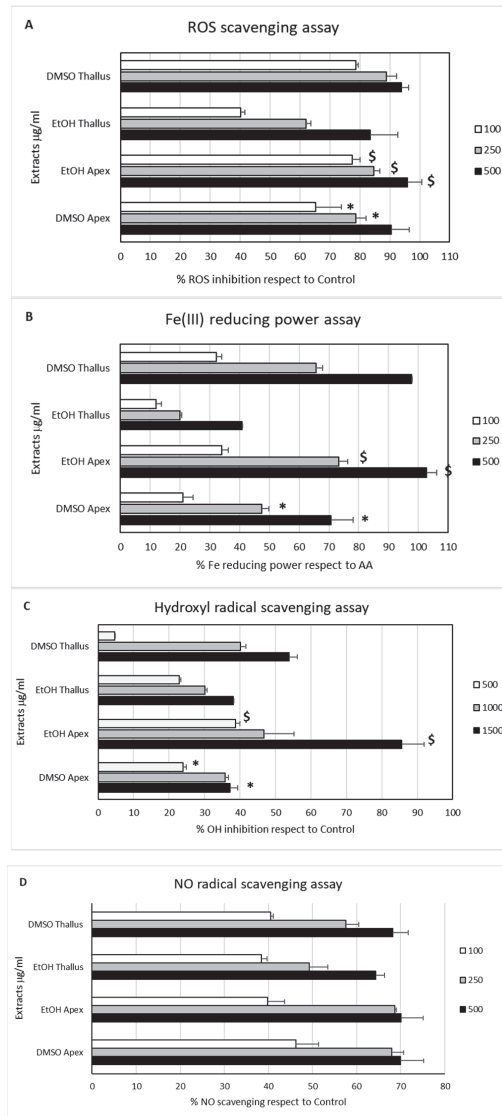 A
ROS scavenging assay
Extracts µg/ml
DMSO Thallus
EtOH Thallus
EtOH Apex
DMSO Apex
$
$
$
*
*
100
250
500
0 10 20 30 40 50 60 70 80 90 100 110
% ROS inhibition respect to Control
B
Fe(III) reducing power assay
Extracts µg/ml
DMSO Thallus
EtOH Thallus
EtOH Apex
DMSO Apex
$
$
*
*
100
250
500
0 10 20 30 40 50 60 70 80 90 100 110
% Fe reducing power respect to AA
C
Hydroxyl radical scavenging assay
Extracts µg/ml
DMSO Thallus
EtOH Thallus
EtOH Apex
DMSO Apex
$
$
*
*
500
1000
1500
0 10 20 30 40 50 60 70 80 90 100
% OH inhibition respect to Control
D
NO radical scavenging assay
Extracts µg/ml
DMSO Thallus
EtOH Thallus
EtOH Apex
DMSO Apex
100
250
500
0 10 20 30 40 50 60 70 80
% NO scavenging respect to Control